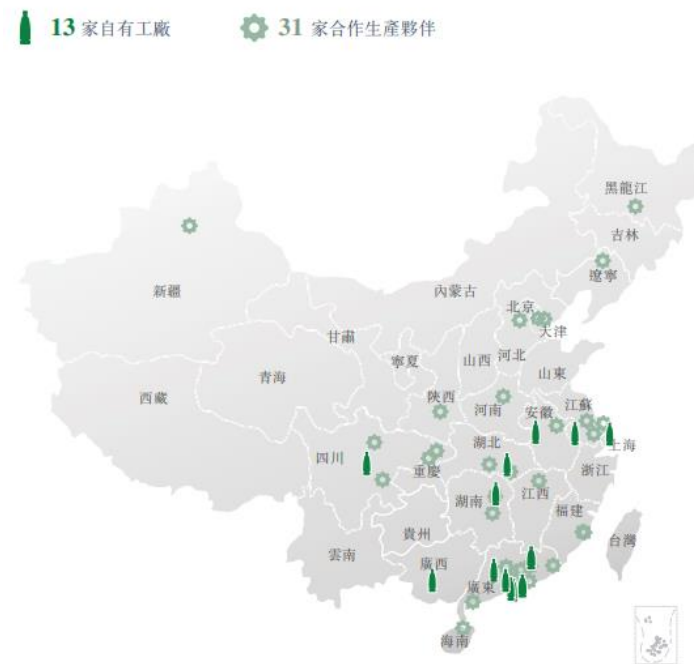 13 家自有工廠
31 家合作生產夥伴
黑龍江
吉林
遼寧
內蒙古
新疆
北京
天津
甘肅
寧夏
山西
河北
山東
青海
西藏
陝西
河南
安徽
江蘇
上海
四川
重慶
湖北
浙江
湖南
江西
福建
貴州
台灣
雲南
廣西
廣東
海南